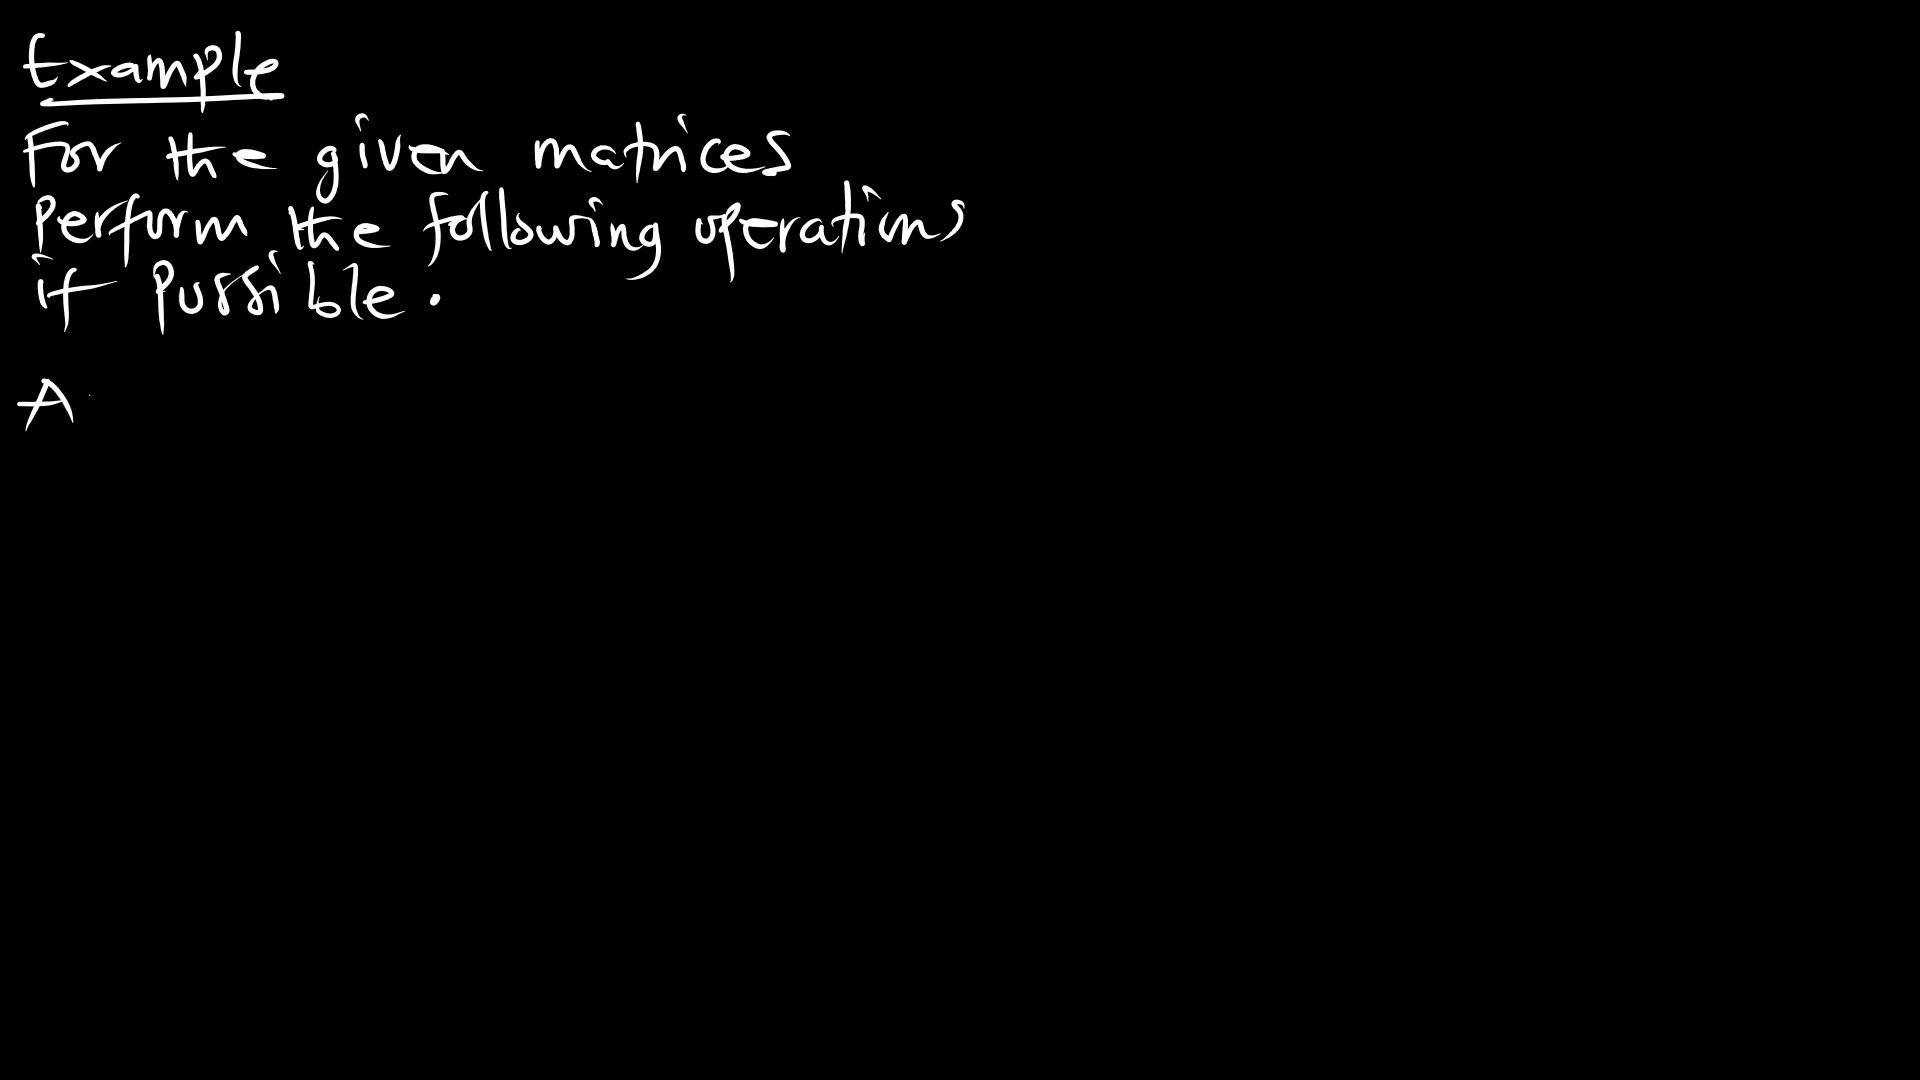 Example
For the given matrices
Perform the following operations
if possible.
A